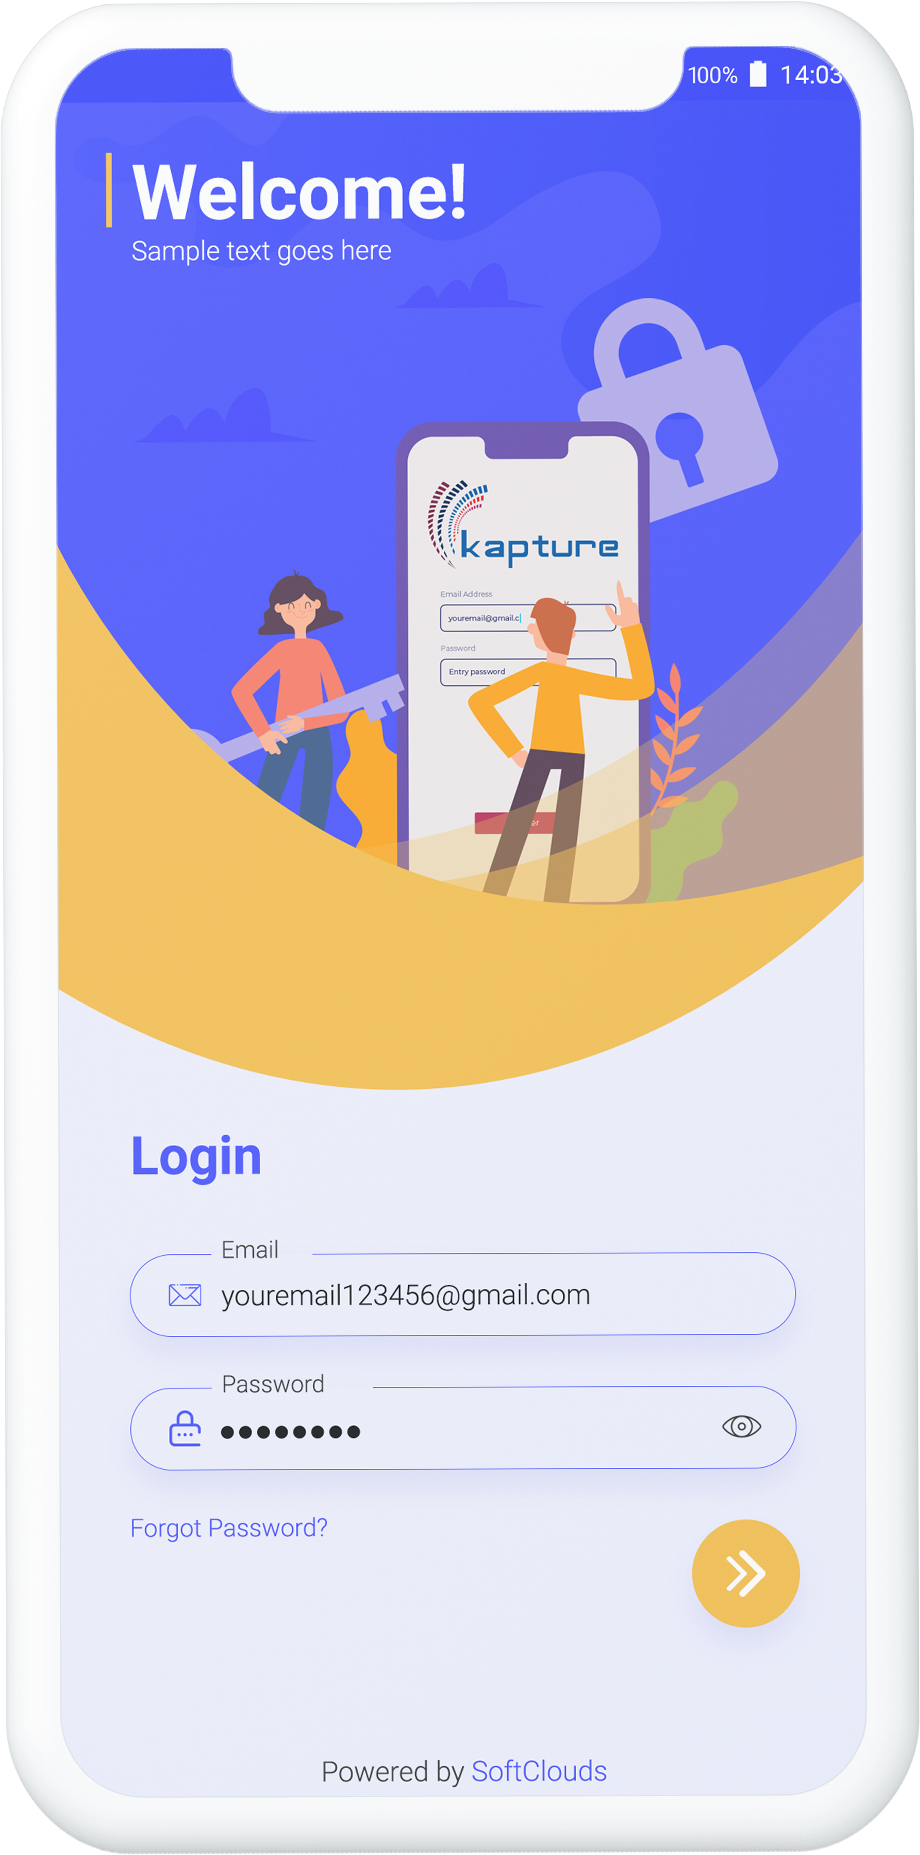 100% 14:03
Welcome!
Sample text goes here
kapture
Email Address
youremail@gmail.c
Password
Entry password
Login
Email
youremail123456@gmail.com
Password
Forgot Password?
Powered by SoftClouds